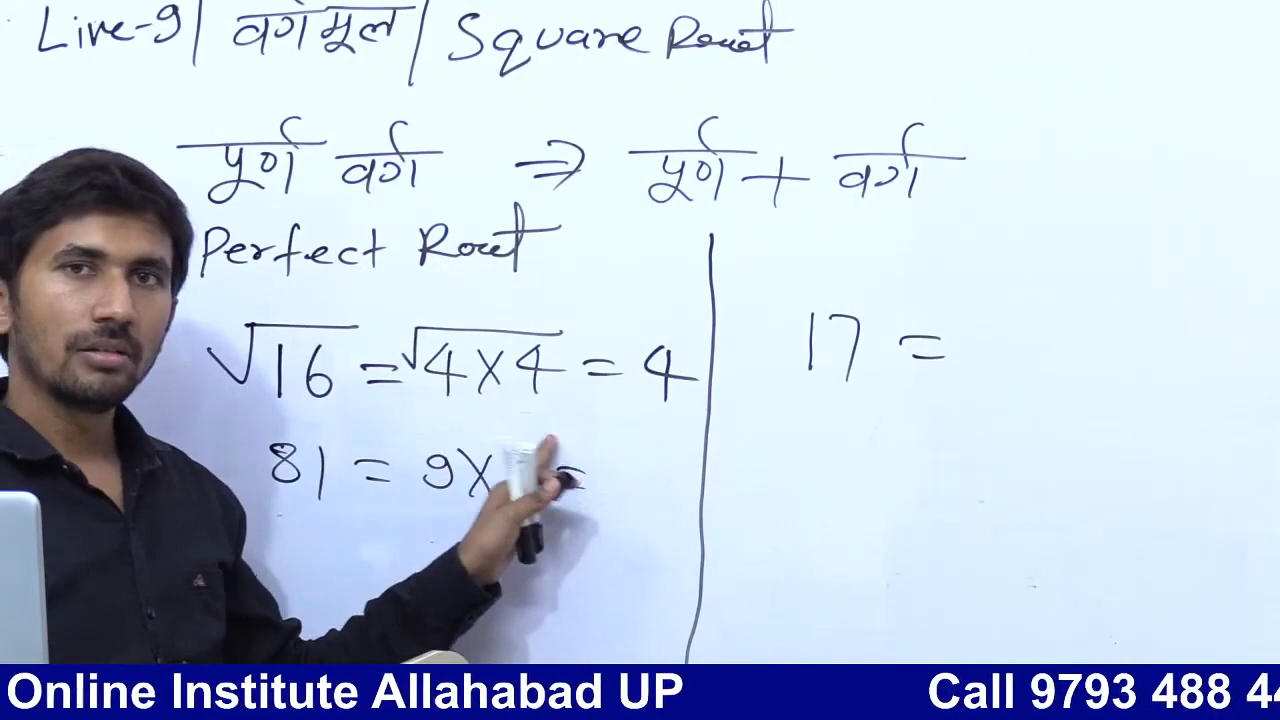 Live-9 | वर्गमूल | Square Root
पूर्ण वर्ग ⇒ पूर्ण + वर्ग
Perfect Root
√16 = √4×4 = 4
17 =
81 = 9× =
Online Institute Allahabad UP
Call 9793 488 44